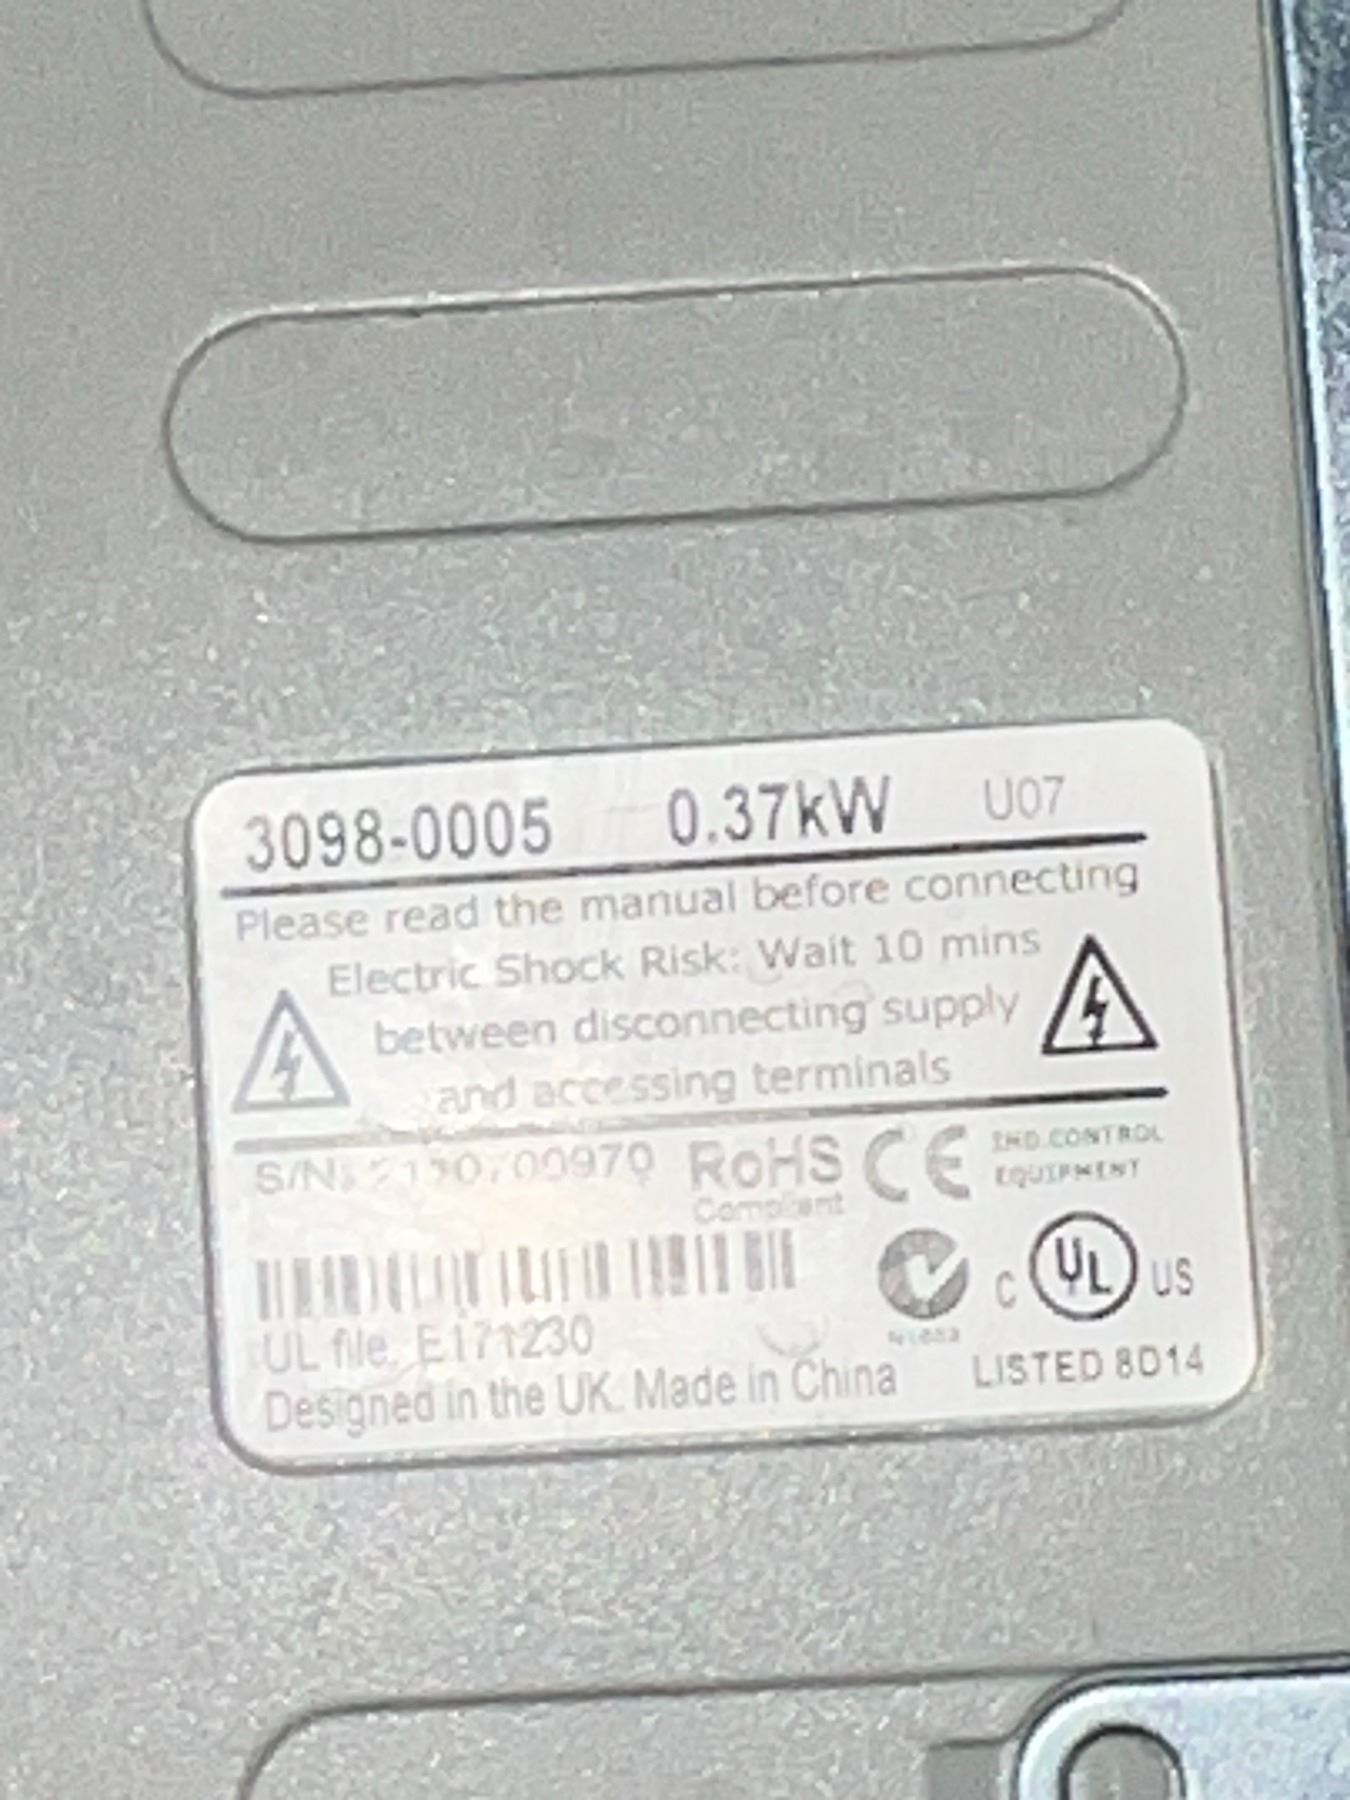 3098-0005 0.37kW U07
Please read the manual before connecting
Electric Shock Risk: Wait 10 mins
between disconnecting supply
and accessing terminals
S/N: RoHS CE IND.CONTROL
Compliant EQUIPMENT
C UL US
UL file. E171230
Designed in the UK. Made in China LISTED 8D14